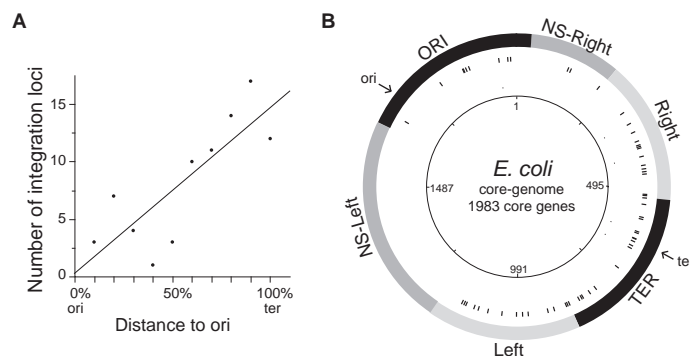 A
Number of integration loci
15
10
5
0
0%
ori
50%
100%
ter
Distance to ori
B
ORI
NS-Right
Right
TER
Left
NS-Left
ori
te
1
495
991
1487
E. coli
core-genome
1983 core genes